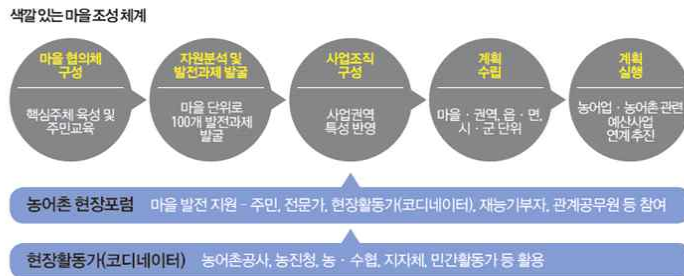 색깔 있는 마을 조성 체계
마을 협의체
구성
핵심주체 육성 및
주민교육
자원분석 및
발전과제 발굴
마을 단위로
100개 발전과제
발굴
사업조직
구성
사업권역
특성 반영
계획
수립
마을 · 권역, 읍 · 면,
시 · 군 단위
계획
실행
농어업 · 농어촌 관련
예산사업
연계 추진
농어촌 현장포럼 마을 발전 지원 – 주민, 전문가, 현장활동가(코디네이터), 재능기부자, 관계공무원 등 참여
현장활동가(코디네이터) 농어촌공사, 농진청, 농 · 수협, 지자체, 민간활동가 등 활용